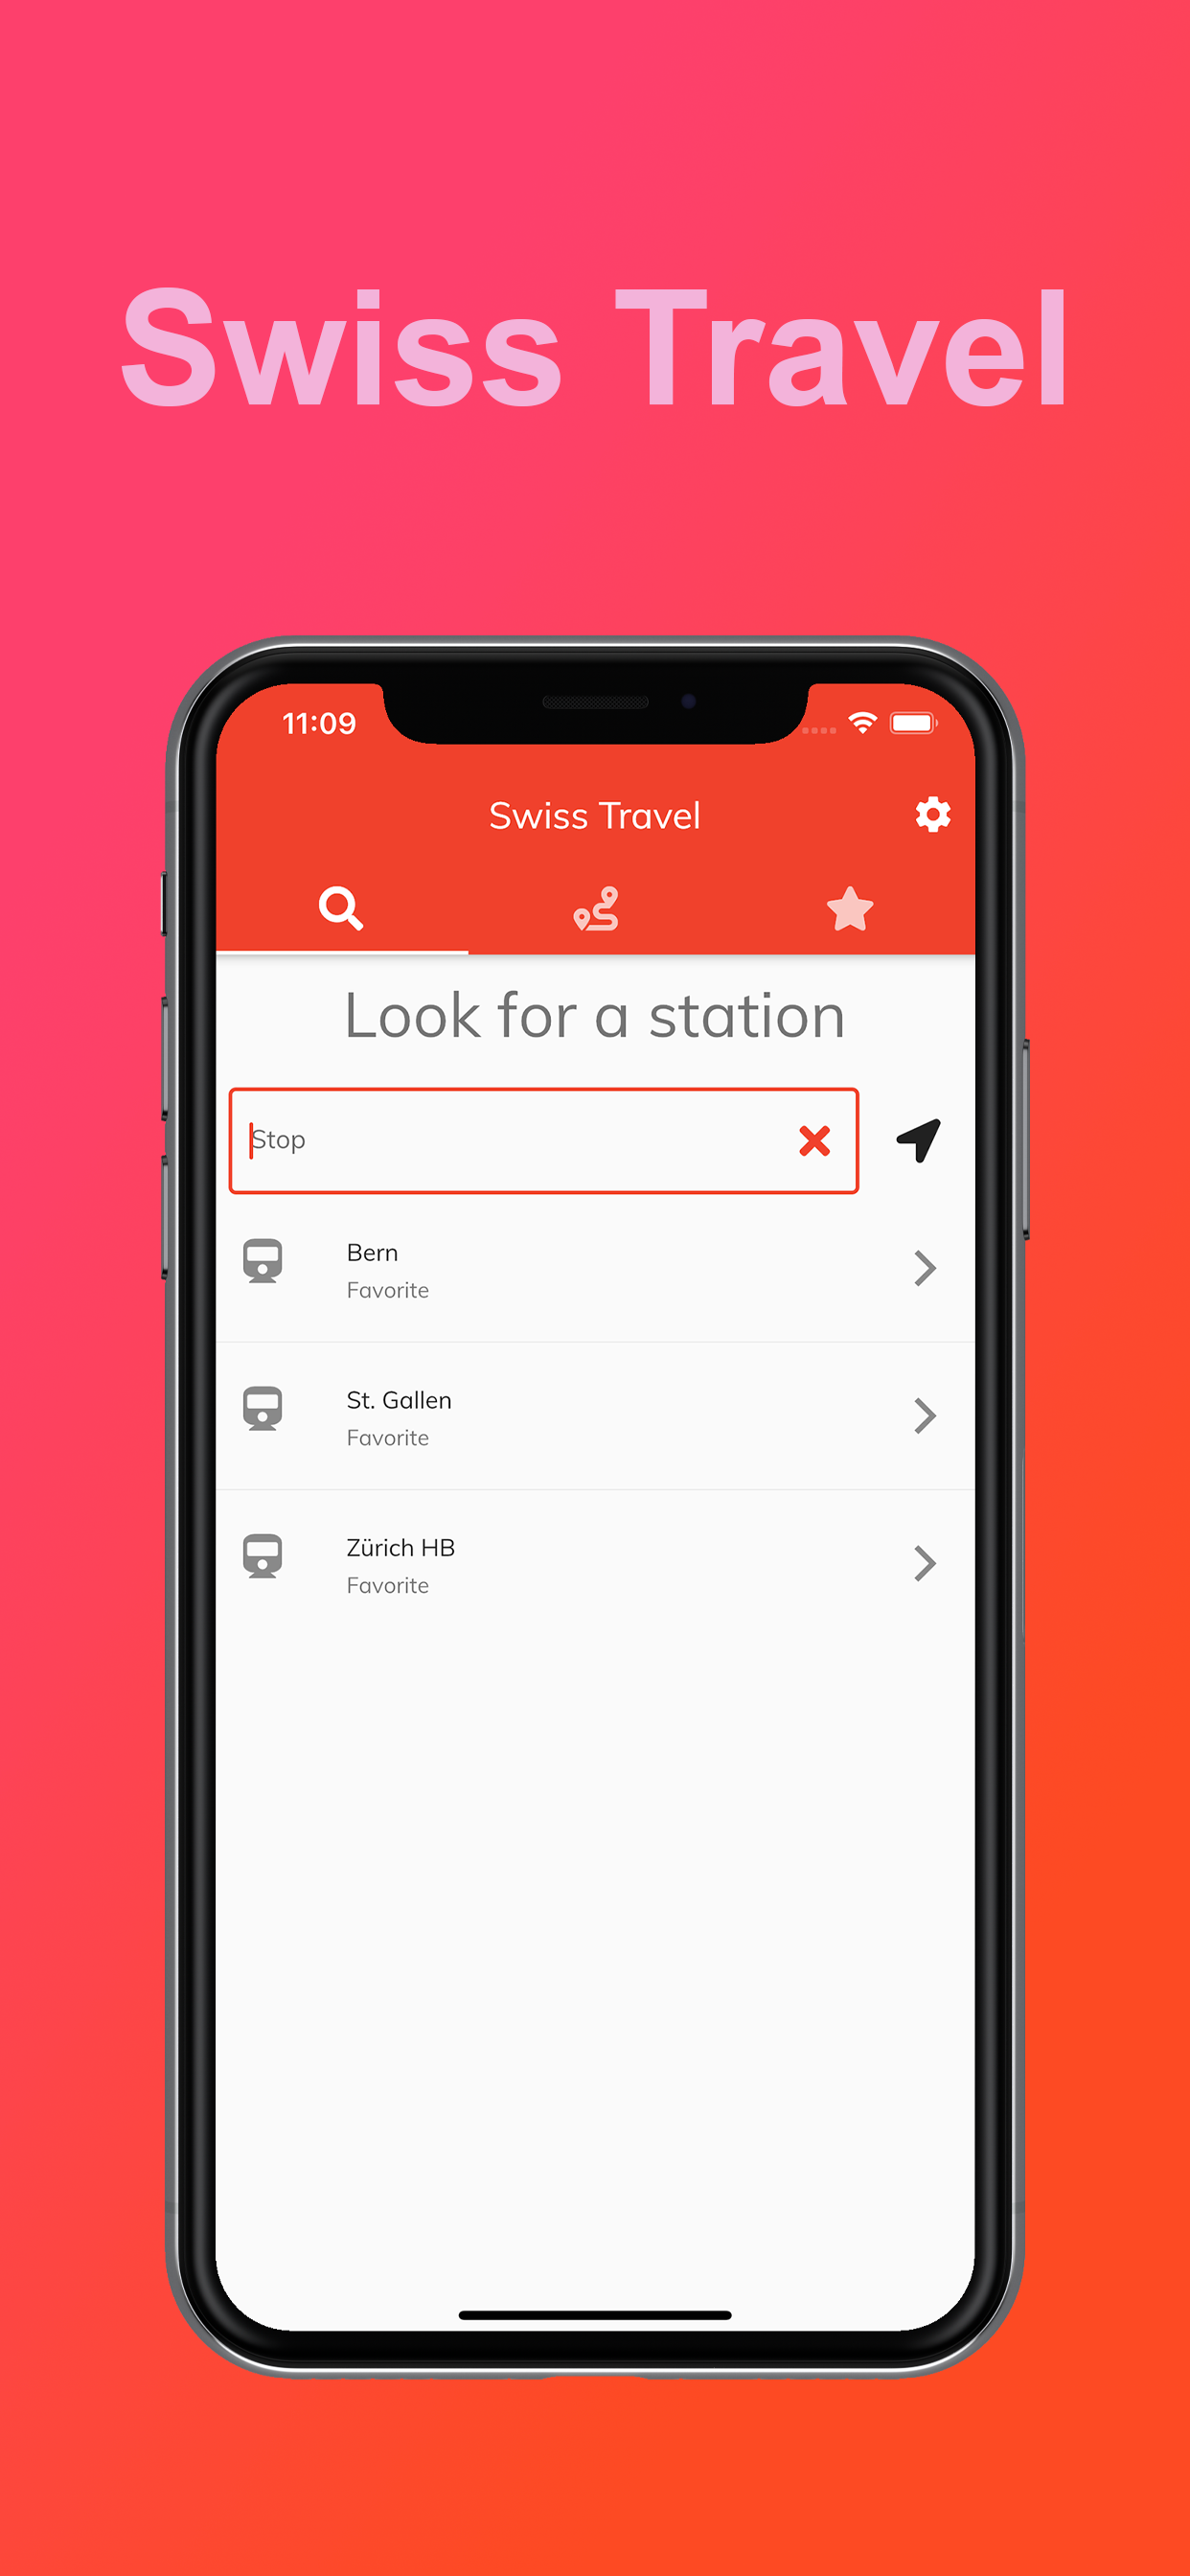 Swiss Travel
11:09
Swiss Travel
Look for a station
Stop
Bern
Favorite
St. Gallen
Favorite
Zürich HB
Favorite